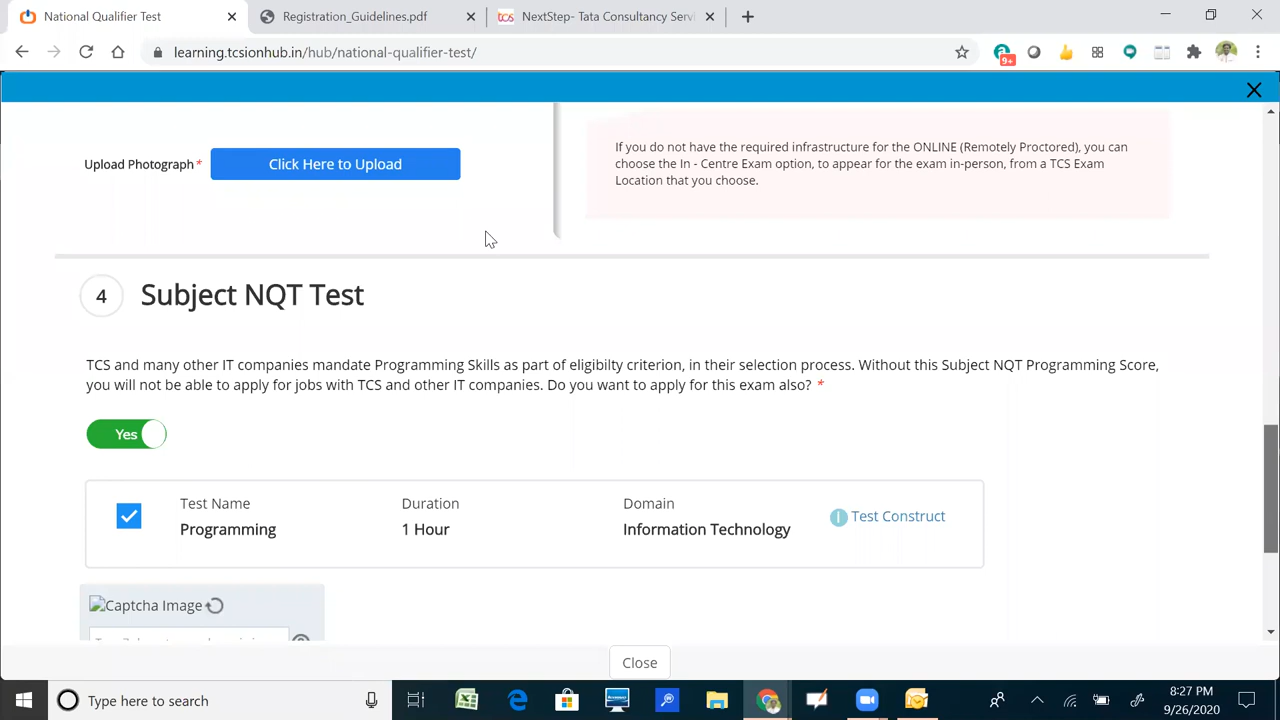 National Qualifier Test
Registration_Guidelines.pdf
tcs NextStep- Tata Consultancy Servi
learning.tcsionhub.in/hub/national-qualifier-test/
9+
Upload Photograph*
Click Here to Upload
If you do not have the required infrastructure for the ONLINE (Remotely Proctored), you can
choose the In - Centre Exam option, to appear for the exam in-person, from a TCS Exam
Location that you choose.
4 Subject NQT Test
TCS and many other IT companies mandate Programming Skills as part of eligibilty criterion, in their selection process. Without this Subject NQT Programming Score,
you will not be able to apply for jobs with TCS and other IT companies. Do you want to apply for this exam also? *
Yes
Test Name Duration Domain
Programming 1 Hour Information Technology
Test Construct
Captcha Image
Close
Type here to search
8:27 PM
9/26/2020